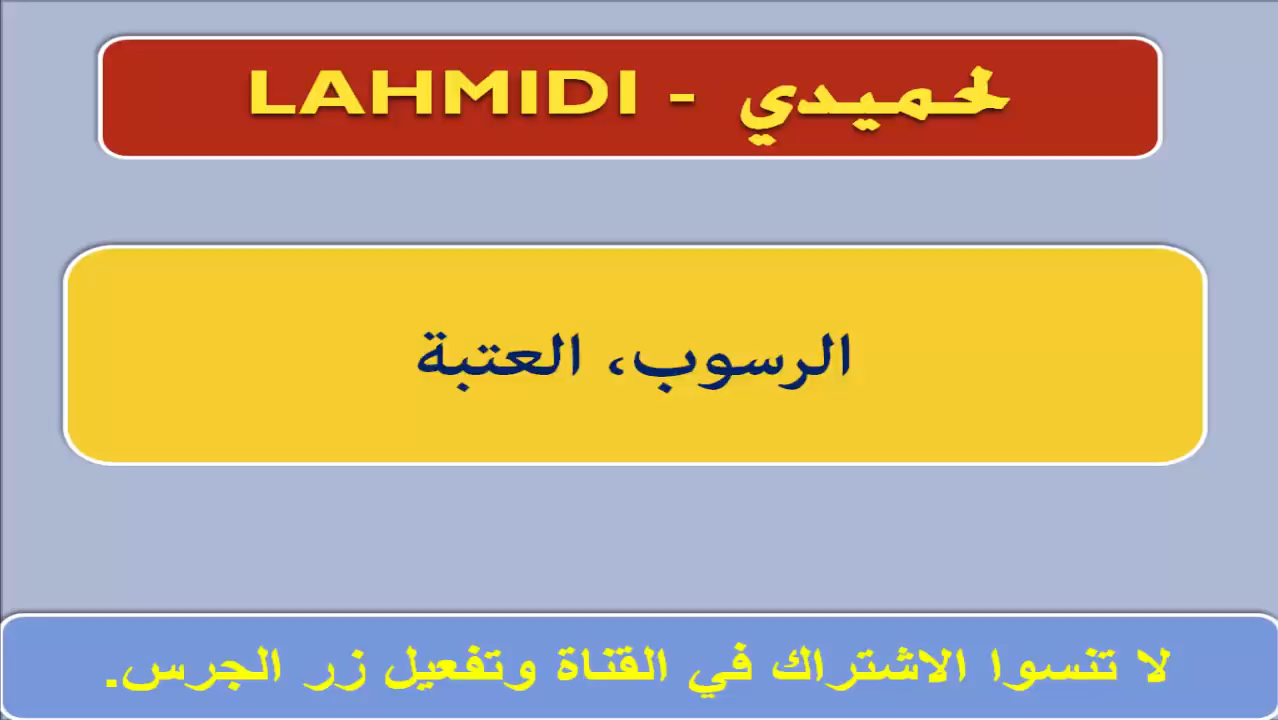 لحميدي - LAHMIDI
الرسوب، العتبة
لا تنسوا الاشتراك في القناة وتفعيل زر الجرس.